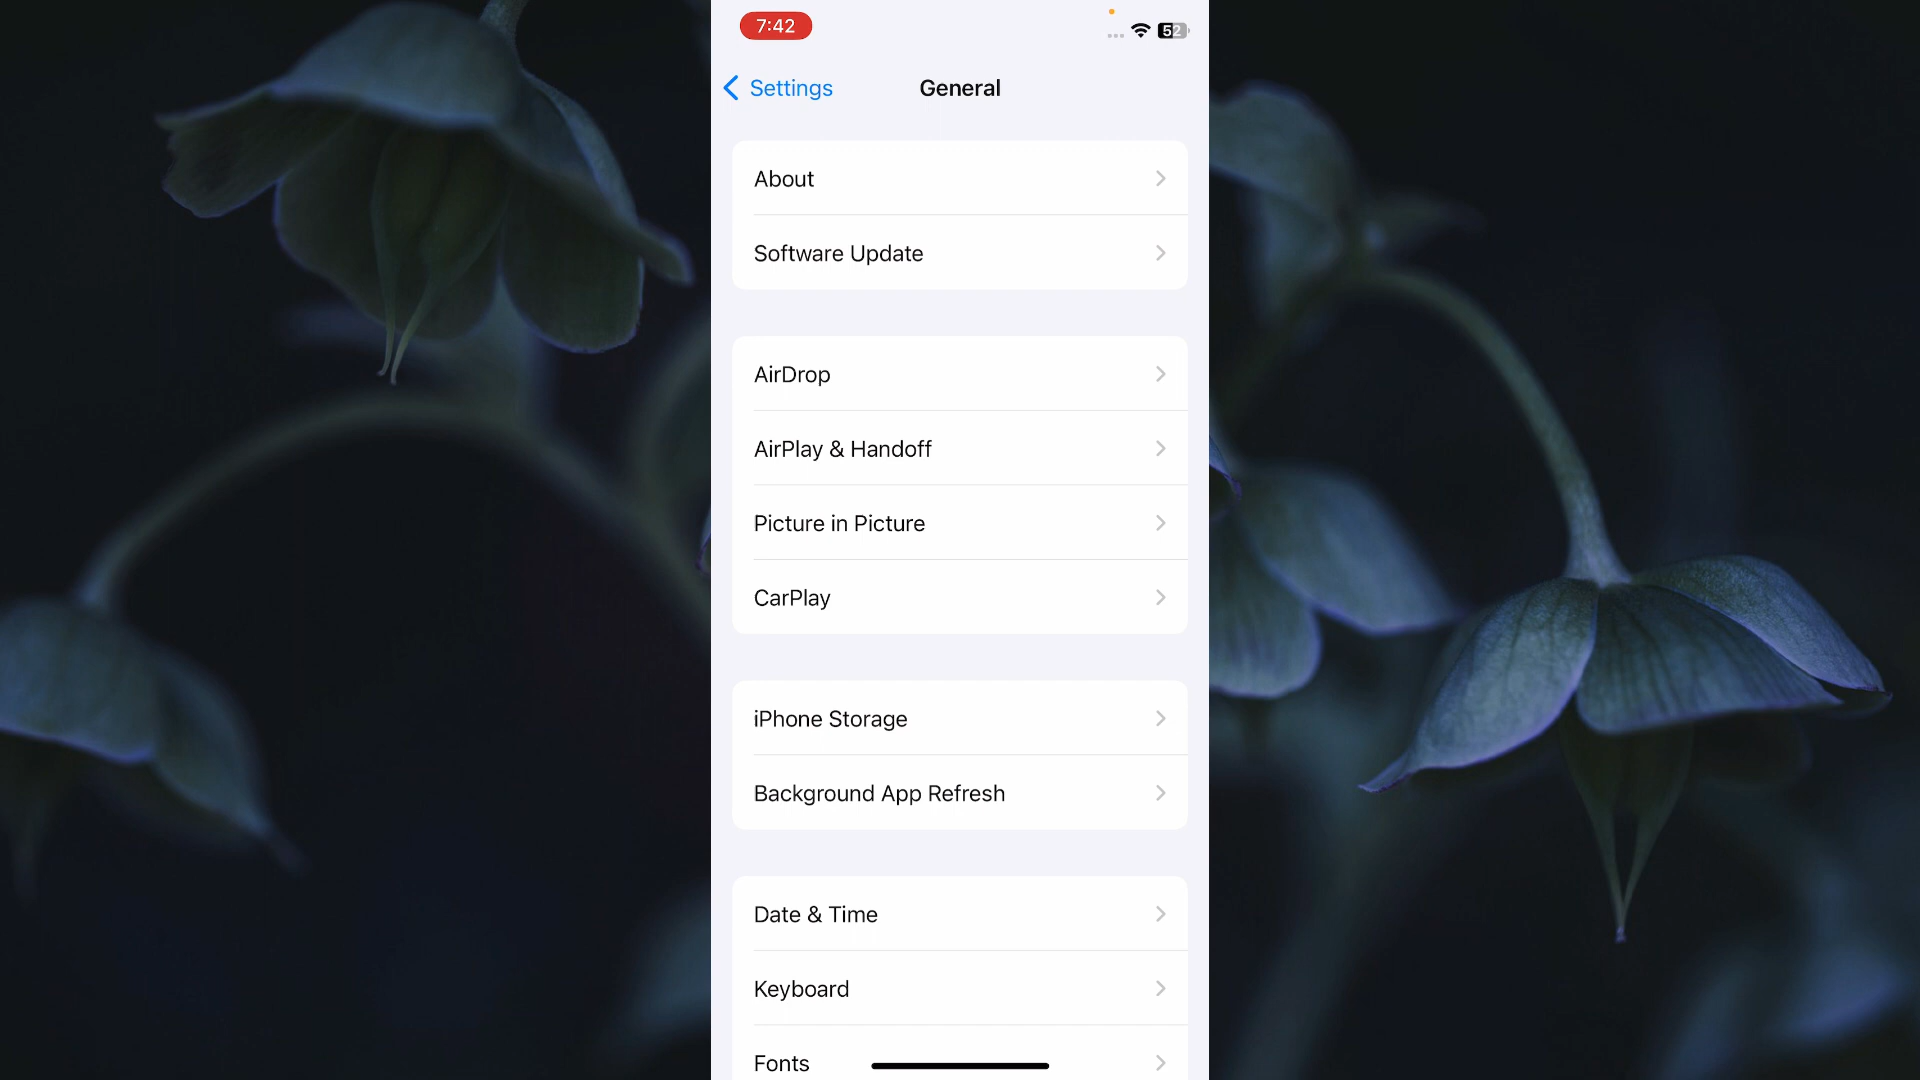 7:42
52
Settings
General
About
Software Update
AirDrop
AirPlay & Handoff
Picture in Picture
CarPlay
iPhone Storage
Background App Refresh
Date & Time
Keyboard
Fonts